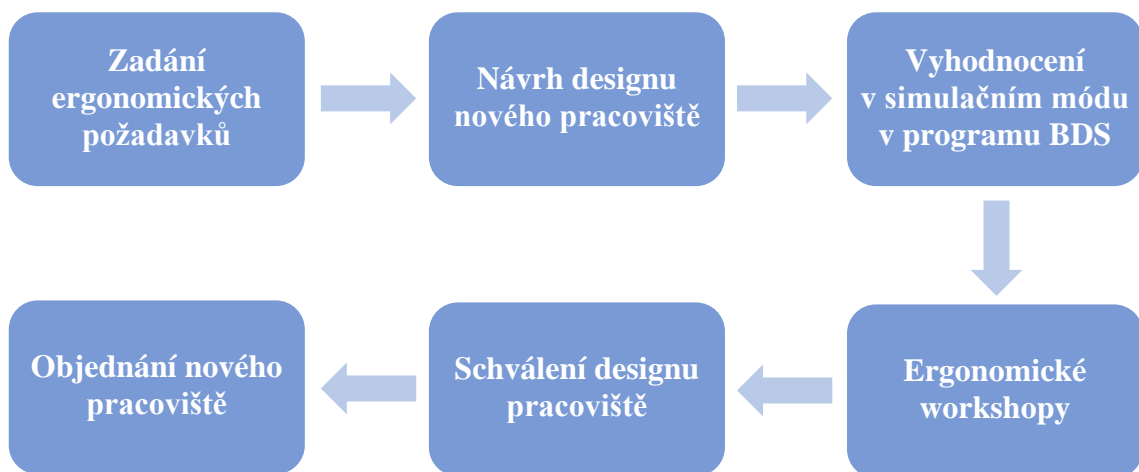 Zadání
ergonomických
požadavků
Návrh designu
nového pracoviště
Vyhodnocení
v simulačním módu
v programu BDS
Ergonomické
workshopy
Schválení designu
pracoviště
Objednání nového
pracoviště